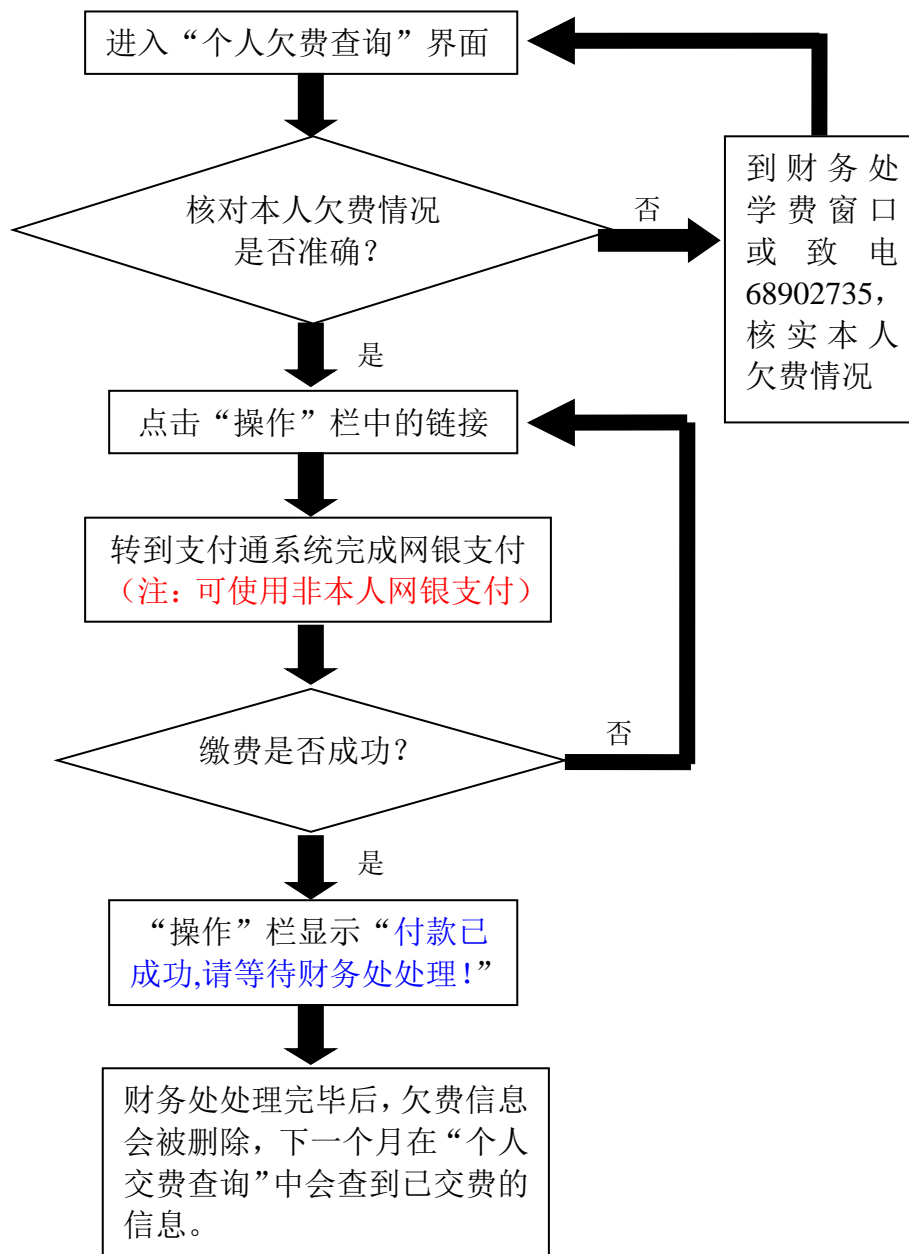 进入“个人欠费查询”界面
核对本人欠费情况
是否准确？
否
到财务处
学费窗口
或致电
68902735，
核实本人
欠费情况
是
点击“操作”栏中的链接
转到支付通系统完成网银支付
（注：可使用非本人网银支付）
缴费是否成功？
否
是
“操作”栏显示“付款已
成功,请等待财务处处理！”
财务处处理完毕后，欠费信息
会被删除，下一个月在“个人
交费查询”中会查到已交费的
信息。